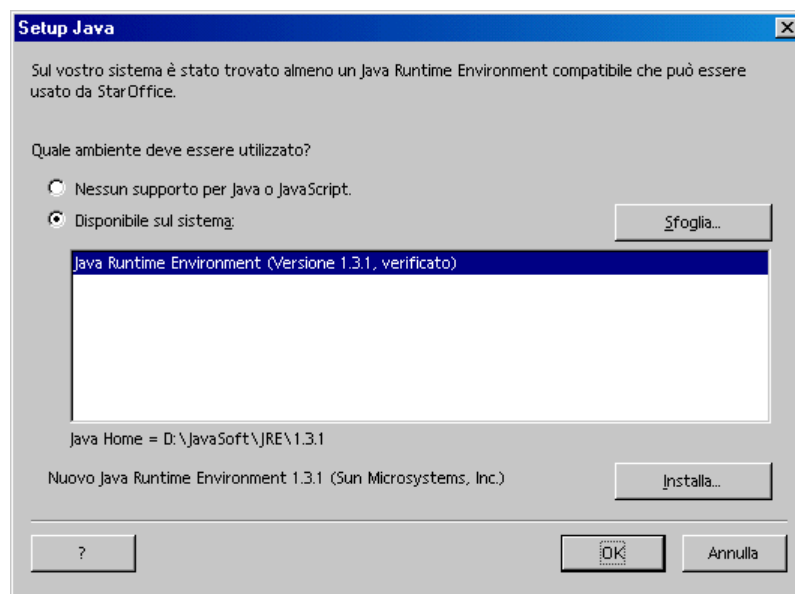 Setup Java
Sul vostro sistema è stato trovato almeno un Java Runtime Environment compatibile che può essere
usato da StarOffice.
Quale ambiente deve essere utilizzato?
Nessun supporto per Java o JavaScript.
Disponibile sul sistema:
Sfoglia...
Java Runtime Environment (Versione 1.3.1, verificato)
Java Home = D:\JavaSoft\JRE\1.3.1
Nuovo Java Runtime Environment 1.3.1 (Sun Microsystems, Inc.)
Installa...
?
OK
Annulla